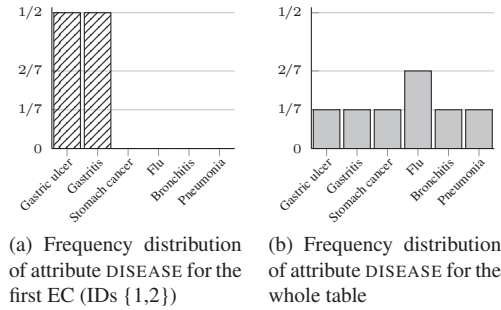 1/2
2/7
1/7
0
Gastric ulcer
Gastritis
Stomach cancer
Flu
Bronchitis
Pneumonia
(a) Frequency distribution
of attribute DISEASE for the
first EC (IDs {1,2})
1/2
2/7
1/7
0
Gastric ulcer
Gastritis
Stomach cancer
Flu
Bronchitis
Pneumonia
(b) Frequency distribution
of attribute DISEASE for the
whole table